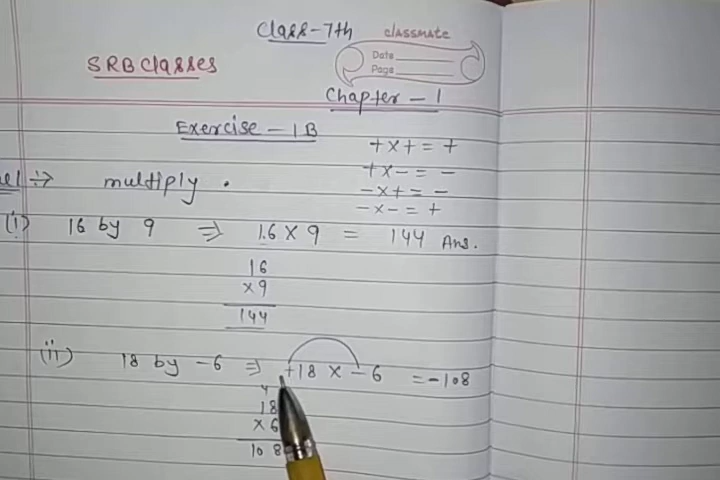 Class-7th
classmate
Date
Page
SRB Classes
Chapter - 1
Exercise - 1B
+ x + = +
+ x - = -
- x + = -
- x - = +
multiply.
(i) 16 by 9 ⇒ 16 x 9 = 144 Ans.
16
x 9
144
(ii) 18 by -6 ⇒ +18 x -6 = -108
4
18
x 6
108